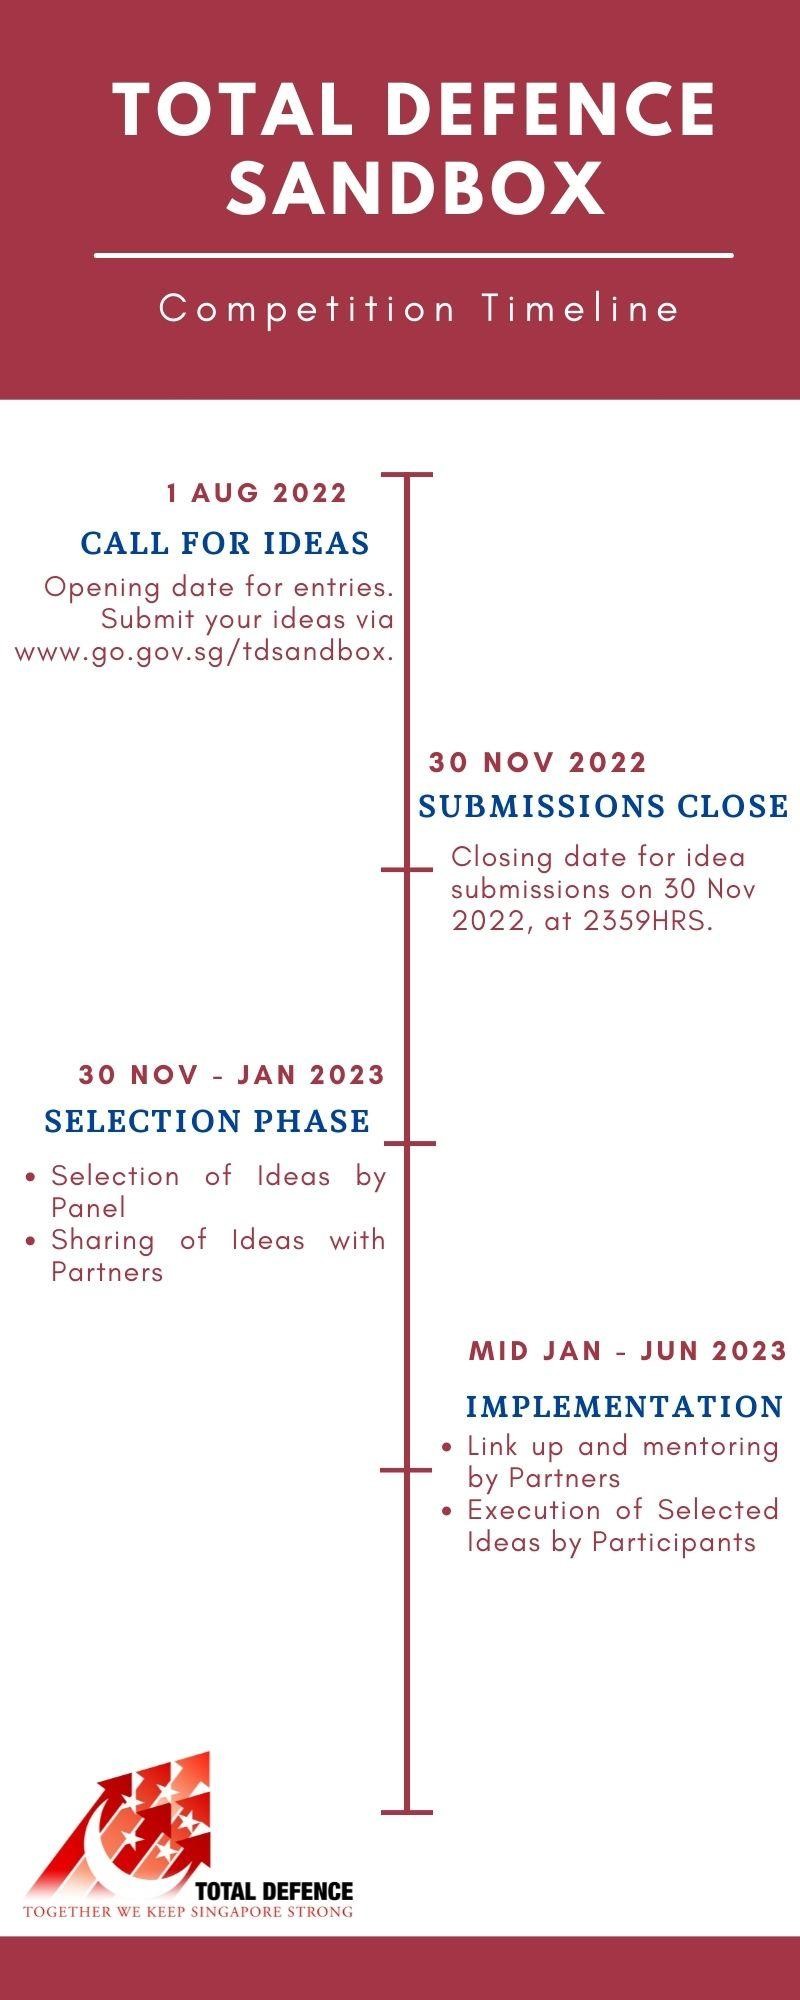 TOTAL DEFENCE
SANDBOX
Competition Timeline
1 AUG 2022
CALL FOR IDEAS
Opening date for entries.
Submit your ideas via
www.go.gov.sg/tdsandbox.
30 NOV 2022
SUBMISSIONS CLOSE
Closing date for idea
submissions on 30 Nov
2022, at 2359HRS.
30 NOV - JAN 2023
SELECTION PHASE
• Selection of Ideas by
Panel
• Sharing of Ideas with
Partners
MID JAN - JUN 2023
IMPLEMENTATION
• Link up and mentoring
by Partners
• Execution of Selected
Ideas by Participants
TOTAL DEFENCE
TOGETHER WE KEEP SINGAPORE STRONG